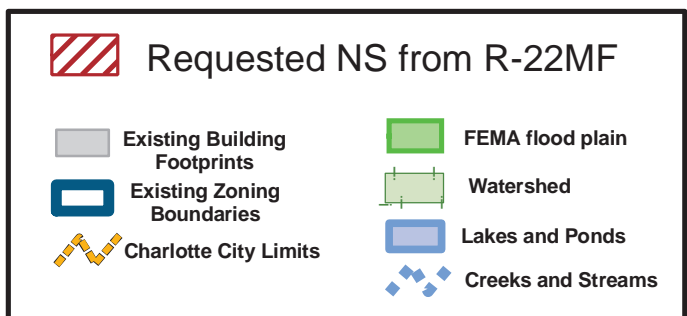 Requested NS from R-22MF
Existing Building
Footprints
Existing Zoning
Boundaries
Charlotte City Limits
FEMA flood plain
Watershed
Lakes and Ponds
Creeks and Streams